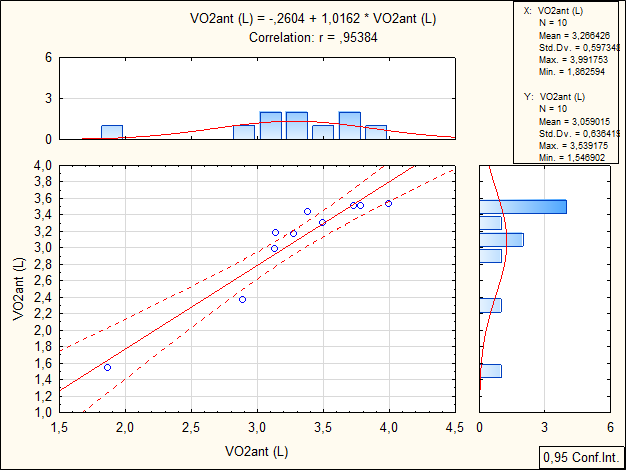 VO2ant (L) = -,2604 + 1,0162 * VO2ant (L)
Correlation: r = ,95384
X: VO2ant (L)
N = 10
Mean = 3,266426
Std.Dv. = 0,597348
Max. = 3,991753
Min. = 1,862594
Y: VO2ant (L)
N = 10
Mean = 3,059015
Std.Dv. = 0,636419
Max. = 3,539175
Min. = 1,546902
6
3
0
4,0
3,8
3,6
3,4
3,2
3,0
2,8
2,6
2,4
2,2
2,0
1,8
1,6
1,4
1,2
1,0
VO2ant (L)
1,5 2,0 2,5 3,0 3,5 4,0 4,5
VO2ant (L)
0 3 6
0,95 Conf.Int.